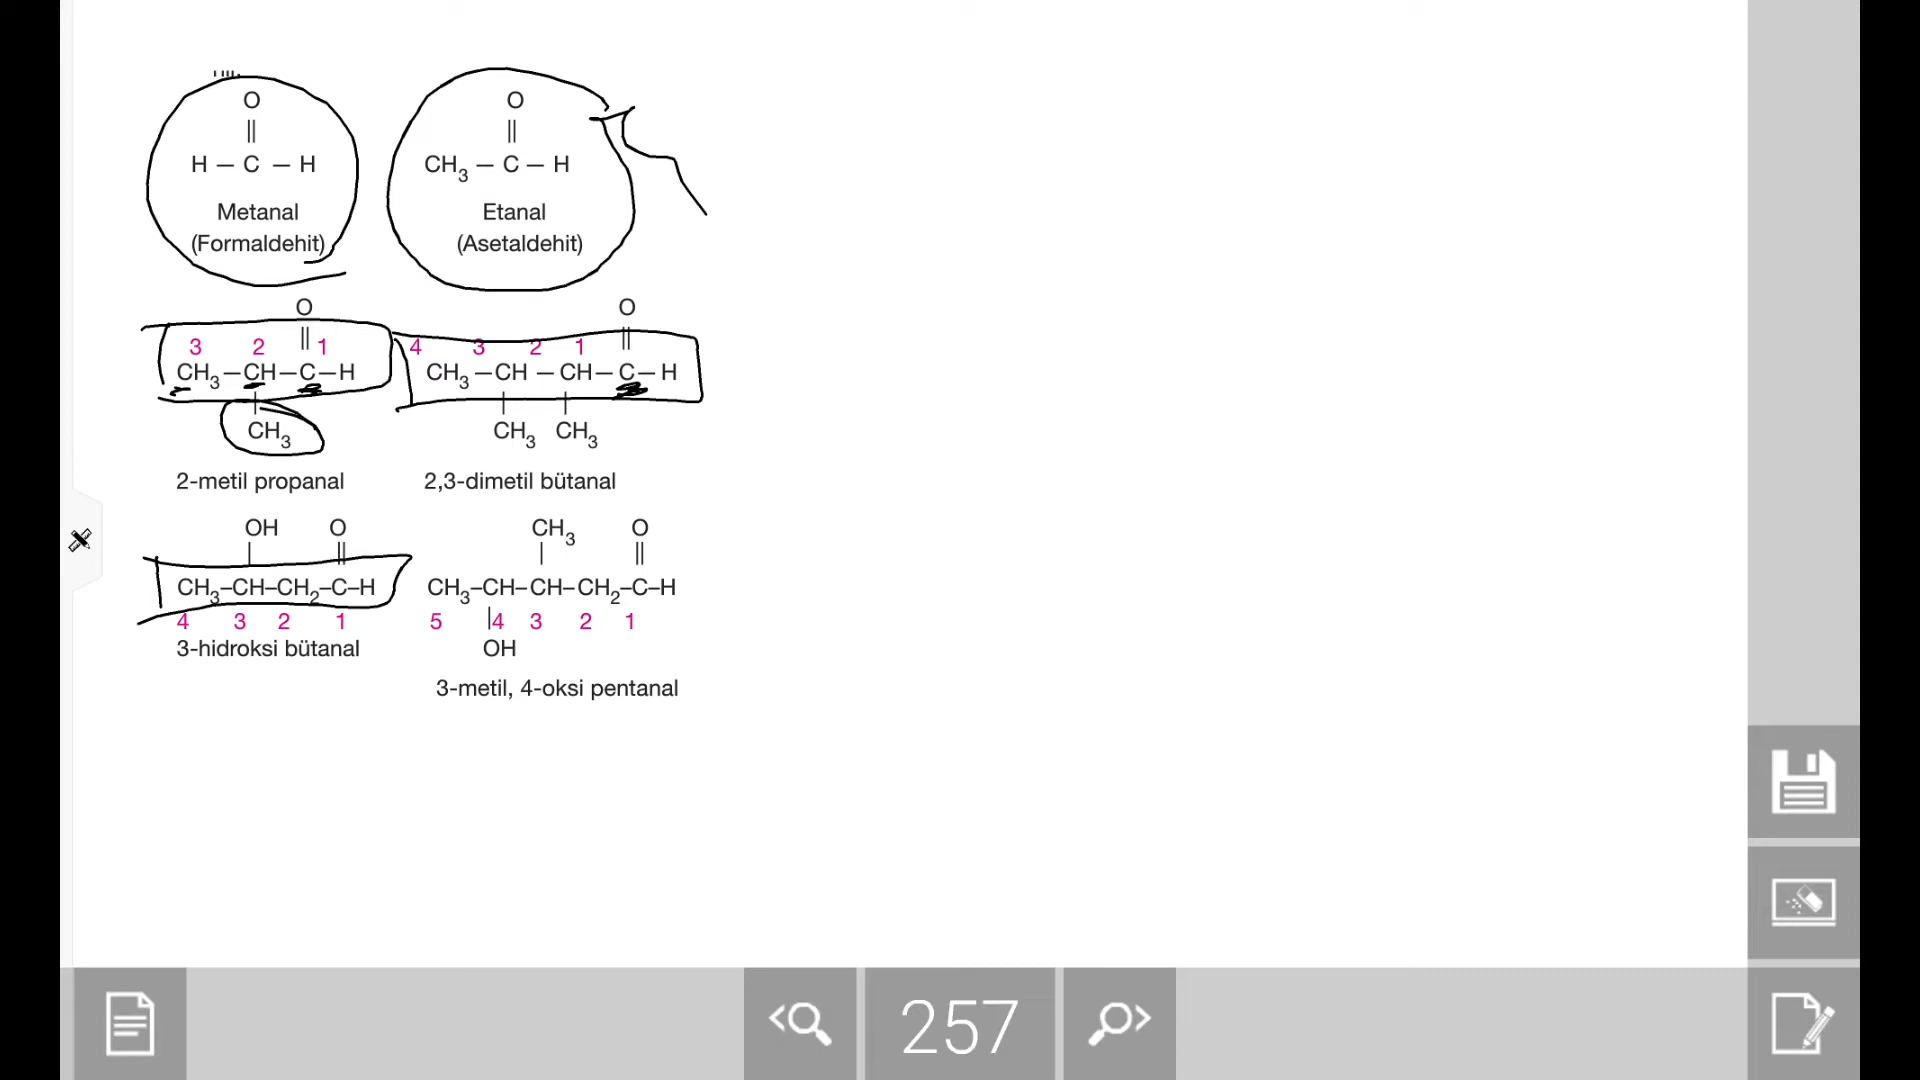 O
||
H – C – H
Metanal
(Formaldehit)
O
||
CH3 – C – H
Etanal
(Asetaldehit)
O
||
3 2 1
CH3 – CH – C – H
|
CH3
2-metil propanal
O
||
4 3 2 1
CH3 – CH – CH – C – H
| |
CH3 CH3
2,3-dimetil bütanal
OH O
| ||
CH3–CH–CH2–C–H
4 3 2 1
3-hidroksi bütanal
CH3 O
| ||
CH3–CH–CH–CH2–C–H
5 |4 3 2 1
OH
3-metil, 4-oksi pentanal
257